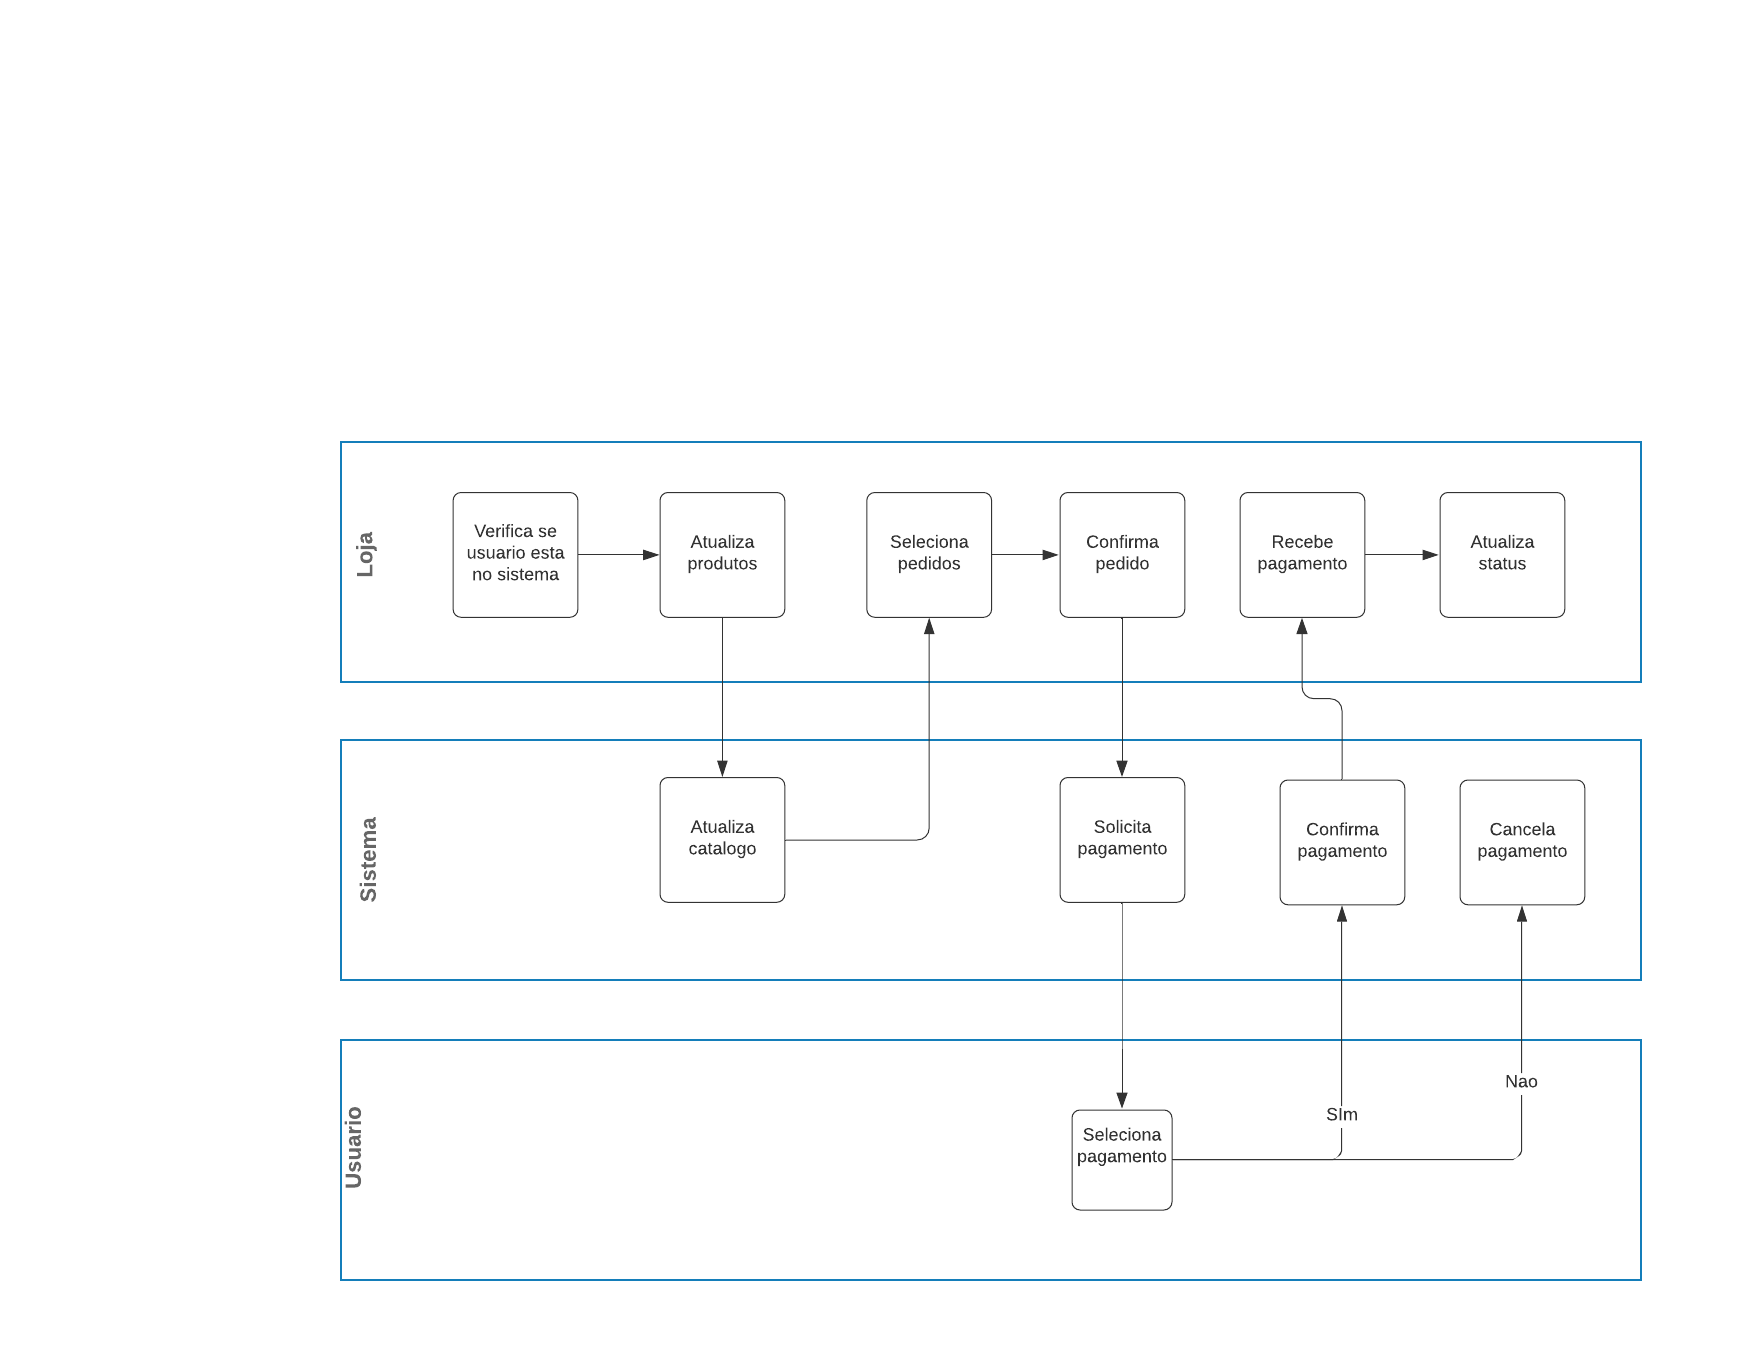 Loja
Verifica se
usuario esta
no sistema
Atualiza
produtos
Seleciona
pedidos
Confirma
pedido
Recebe
pagamento
Atualiza
status
Sistema
Atualiza
catalogo
Solicita
pagamento
Confirma
pagamento
Cancela
pagamento
Usuario
Seleciona
pagamento
SIm
Nao